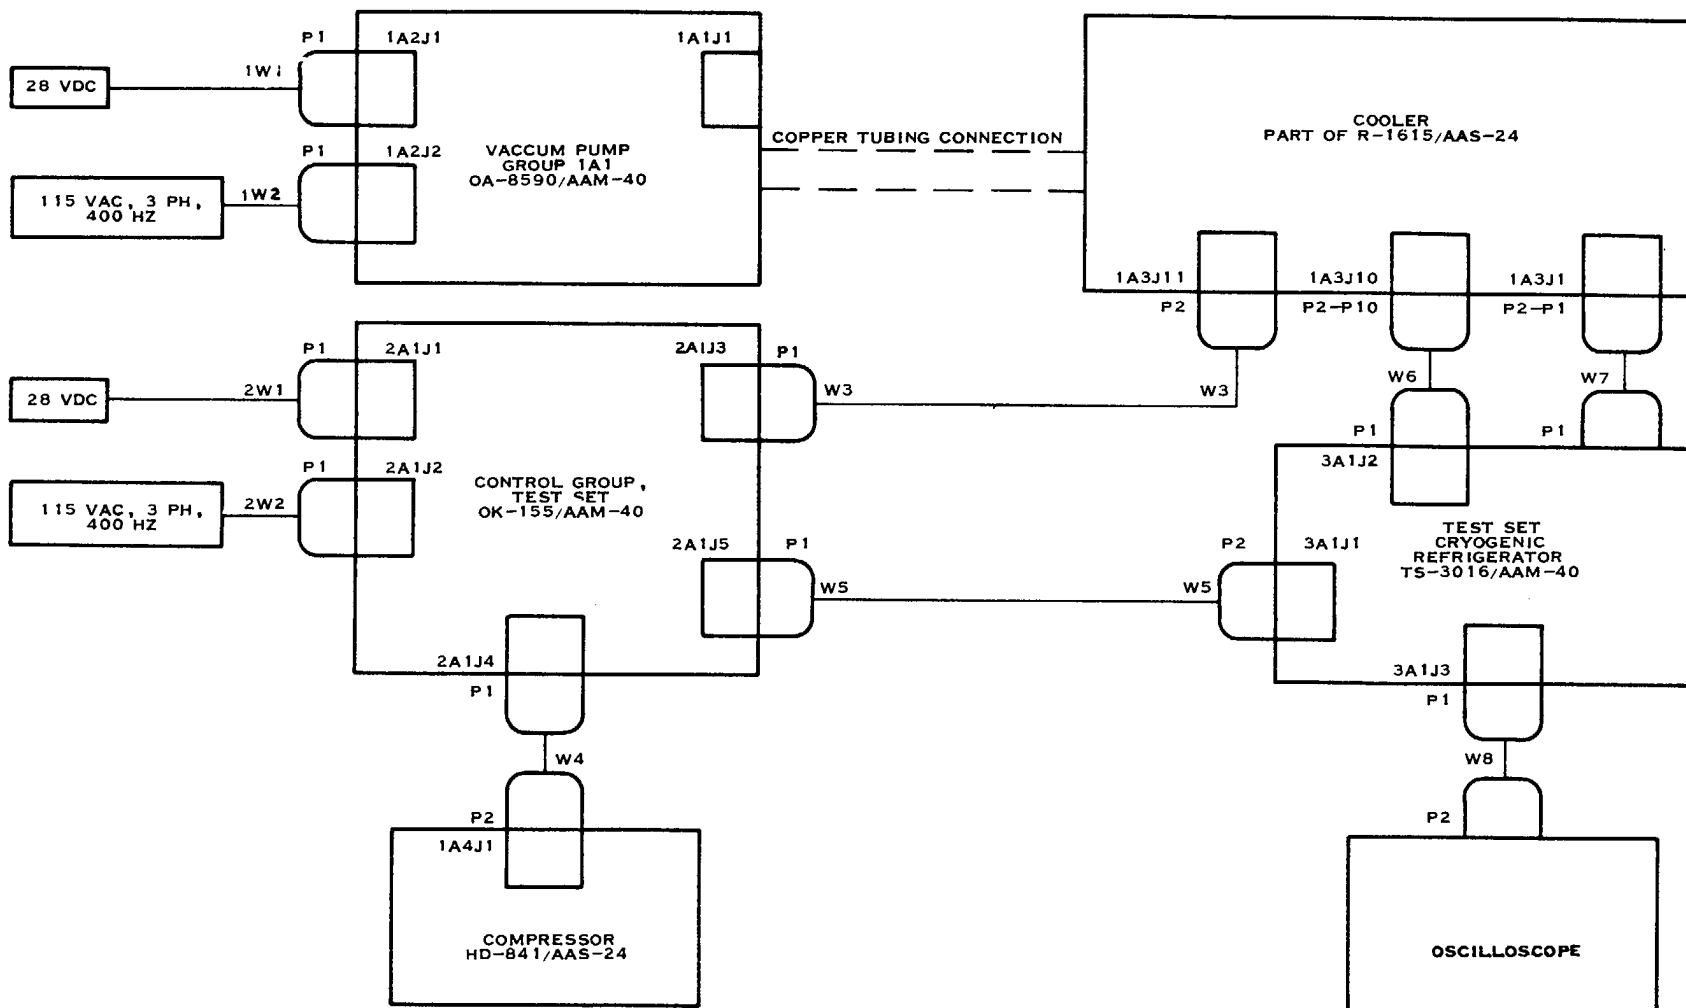 P1
1A2J1
1A1J1
1W1
28 VDC
COOLER
PART OF R-1615/AAS-24
COPPER TUBING CONNECTION
P1
1A2J2
VACCUM PUMP
GROUP 1A1
OA-8590/AAM-40
115 VAC, 3 PH,
400 HZ
1W2
1A3J11
1A3J10
1A3J1
P2
P2-P10
P2-P1
P1
2A1J1
2A1J3
P1
28 VDC
2W1
W3
W3
W6
W7
P1
P1
3A1J2
P1
2A1J2
CONTROL GROUP,
TEST SET
OK-155/AAM-40
115 VAC, 3 PH,
400 HZ
2W2
TEST SET
CRYOGENIC
REFRIGERATOR
TS-3016/AAM-40
2A1J5
P1
P2
3A1J1
W5
W5
2A1J4
P1
3A1J3
P1
W4
W8
P2
1A4J1
P2
COMPRESSOR
HD-841/AAS-24
OSCILLOSCOPE